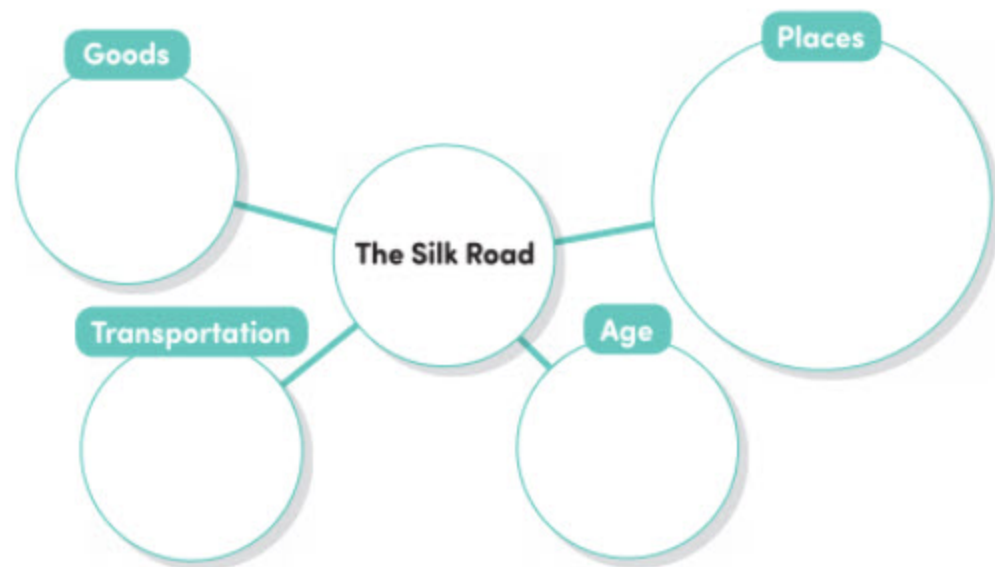 Goods
Places
The Silk Road
Transportation
Age